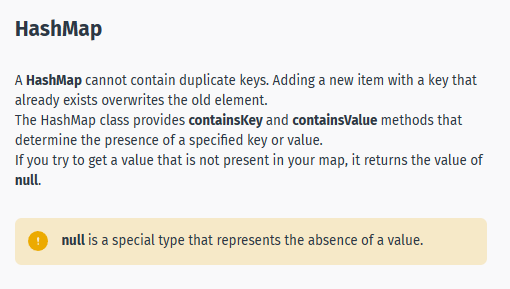 HashMap
A HashMap cannot contain duplicate keys. Adding a new item with a key that
already exists overwrites the old element.
The HashMap class provides containsKey and containsValue methods that
determine the presence of a specified key or value.
If you try to get a value that is not present in your map, it returns the value of
null.
! null is a special type that represents the absence of a value.